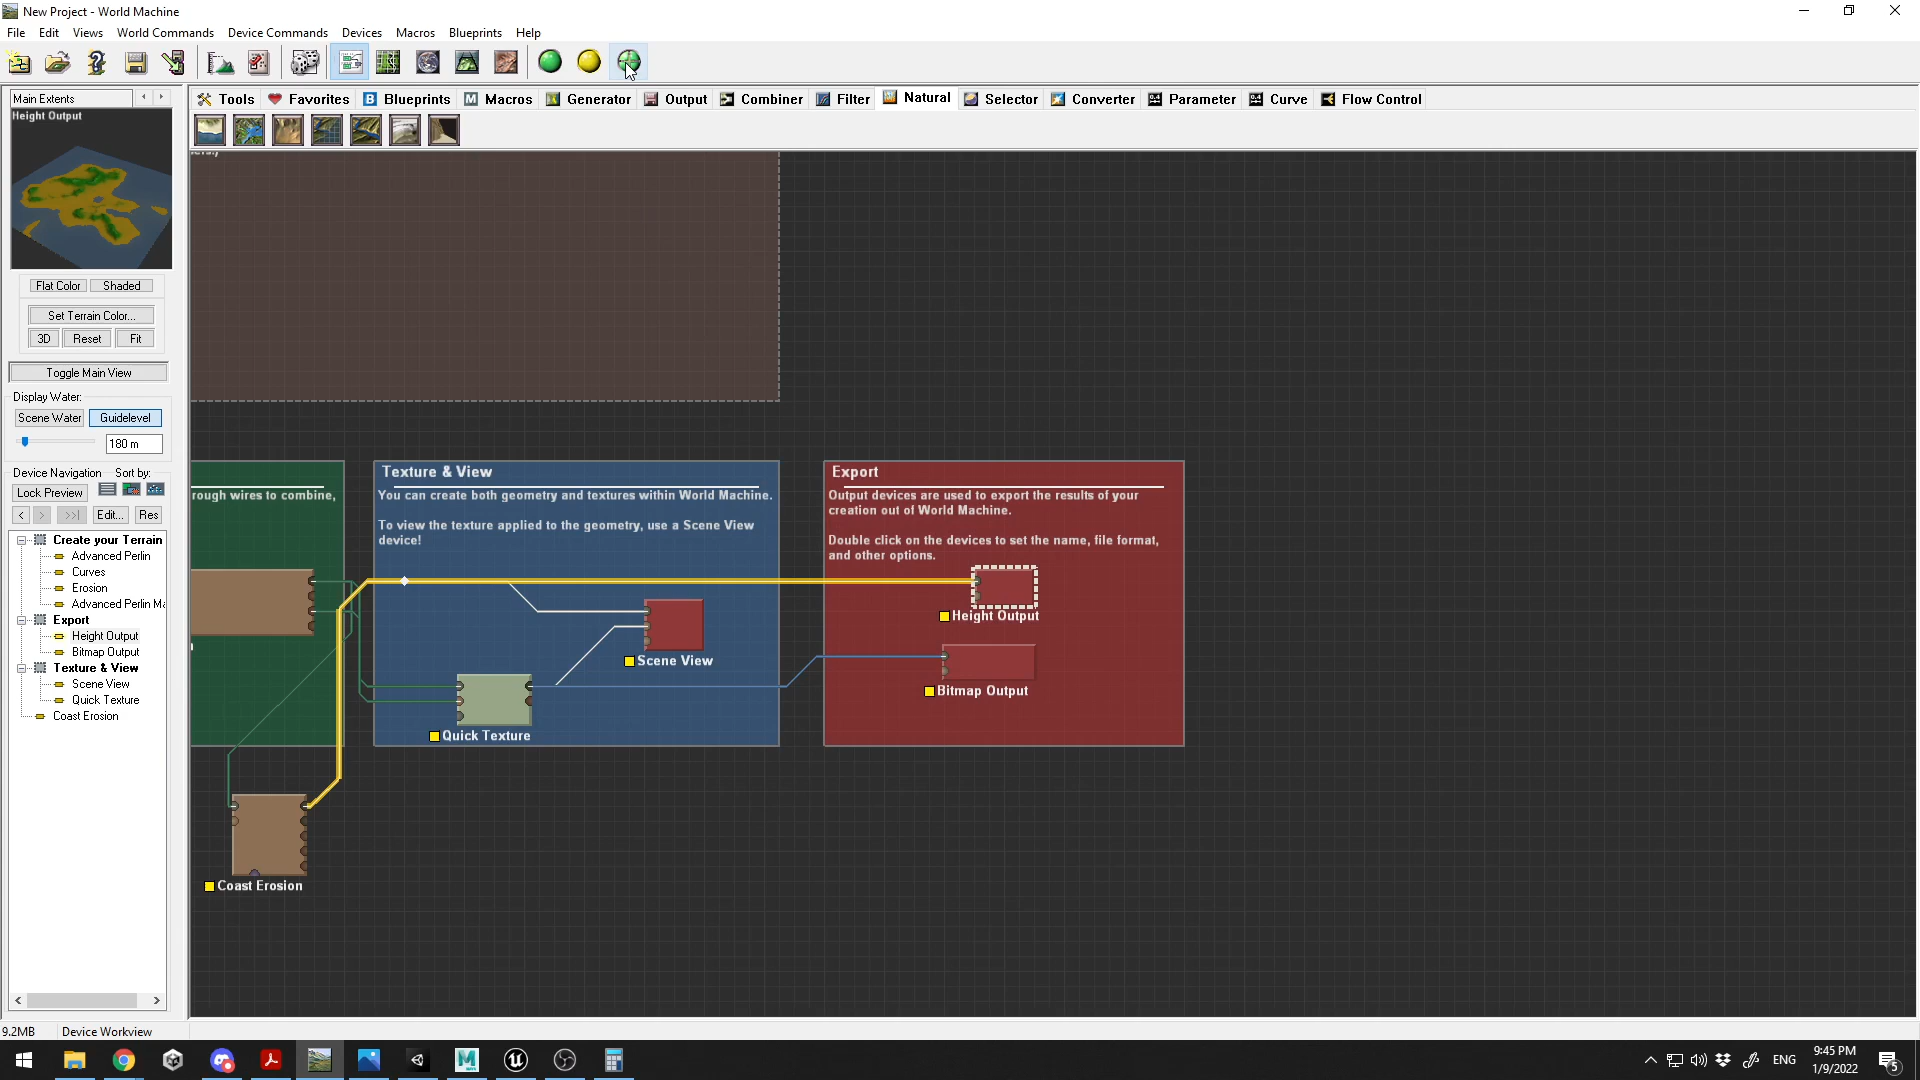 New Project - World Machine
File Edit Views World Commands Device Commands Devices Macros Blueprints Help
Main Extents
Tools Favorites Blueprints Macros Generator Output Combiner Filter Natural Selector Converter Parameter Curve Flow Control
Height Output
Flat Color Shaded
Set Terrain Color...
3D Reset Fit
Toggle Main View
Display Water:
Scene Water Guidelevel
180 m
Device Navigation Sort by:
Lock Preview
< > >>| Edit... Res
Create your Terrain
Advanced Perlin
Curves
Erosion
Advanced Perlin Ma
Export
Height Output
Bitmap Output
Texture & View
Scene View
Quick Texture
Coast Erosion
rough wires to combine,
Texture & View
You can create both geometry and textures within World Machine.
To view the texture applied to the geometry, use a Scene View
device!
Scene View
Quick Texture
Export
Output devices are used to export the results of your
creation out of World Machine.
Double click on the devices to set the name, file format,
and other options.
Height Output
Bitmap Output
Coast Erosion
9.2MB Device Workview
ENG
9:45 PM
1/9/2022
5